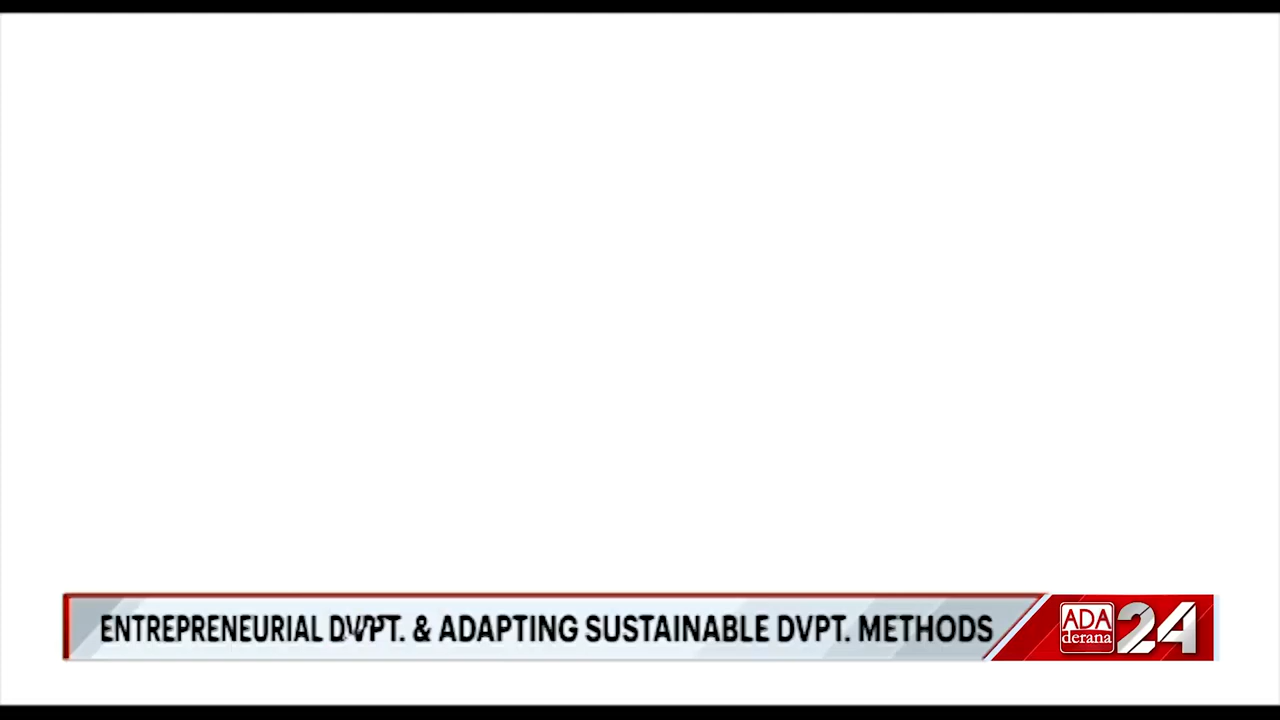 ENTREPRENEURIAL DVPT. & ADAPTING SUSTAINABLE DVPT. METHODS
ADA
derana
24